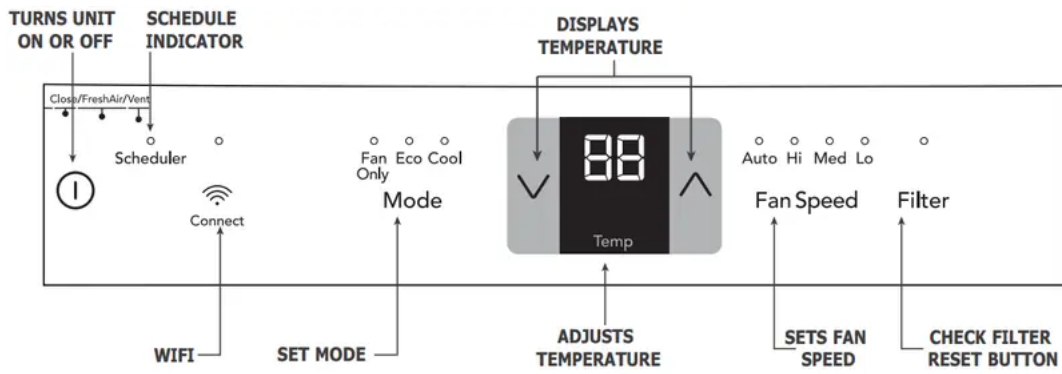 TURNS UNIT
ON OR OFF
SCHEDULE
INDICATOR
DISPLAYS
TEMPERATURE
Close/FreshAir/Vent
Scheduler
Connect
Fan
Only
Eco
Cool
Mode
88
Temp
Auto
Hi
Med
Lo
Fan Speed
Filter
WIFI
SET MODE
ADJUSTS
TEMPERATURE
SETS FAN
SPEED
CHECK FILTER
RESET BUTTON